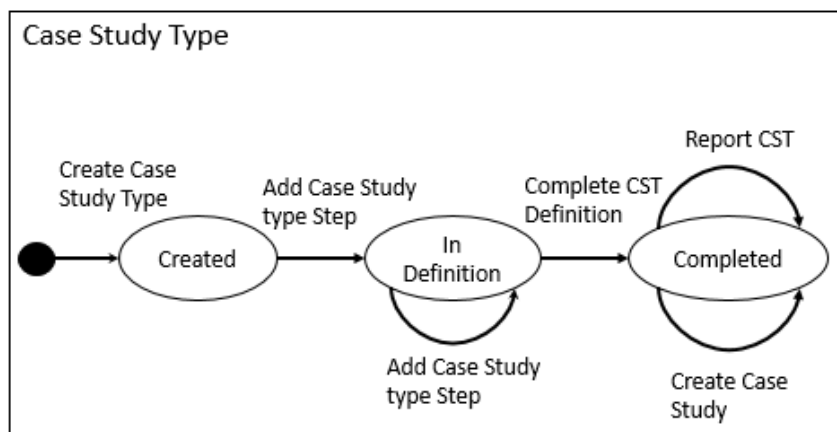 Case Study Type
Create Case
Study Type
Created
Add Case Study
type Step
In
Definition
Add Case Study
type Step
Complete CST
Definition
Report CST
Completed
Create Case
Study